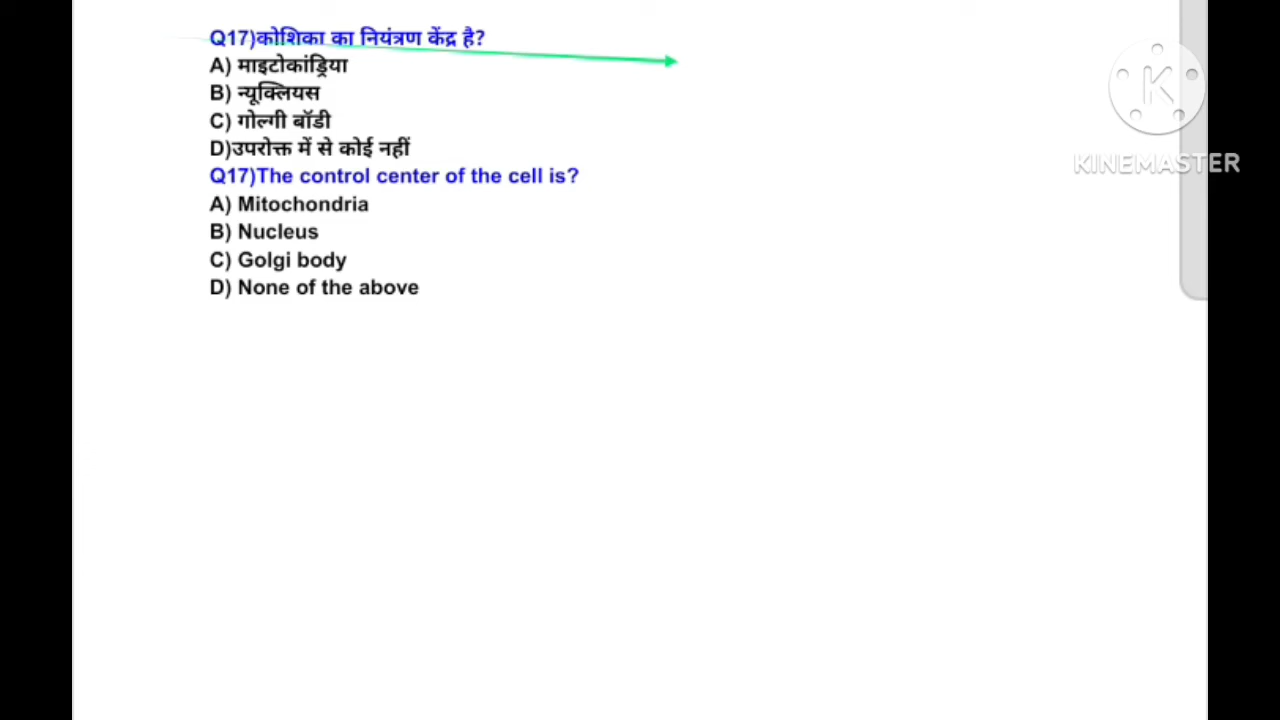 Q17)कोशिका का नियंत्रण केंद्र है?
A) माइटोकांड्रिया
B) न्यूक्लियस
C) गोल्गी बॉडी
D)उपरोक्त में से कोई नहीं
Q17)The control center of the cell is?
A) Mitochondria
B) Nucleus
C) Golgi body
D) None of the above
K
KINEMASTER